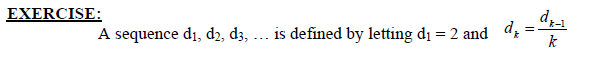 EXERCISE:
A sequence d₁, d₂, d₃, … is defined by letting d₁ = 2 and dₖ = dₖ₋₁ / k